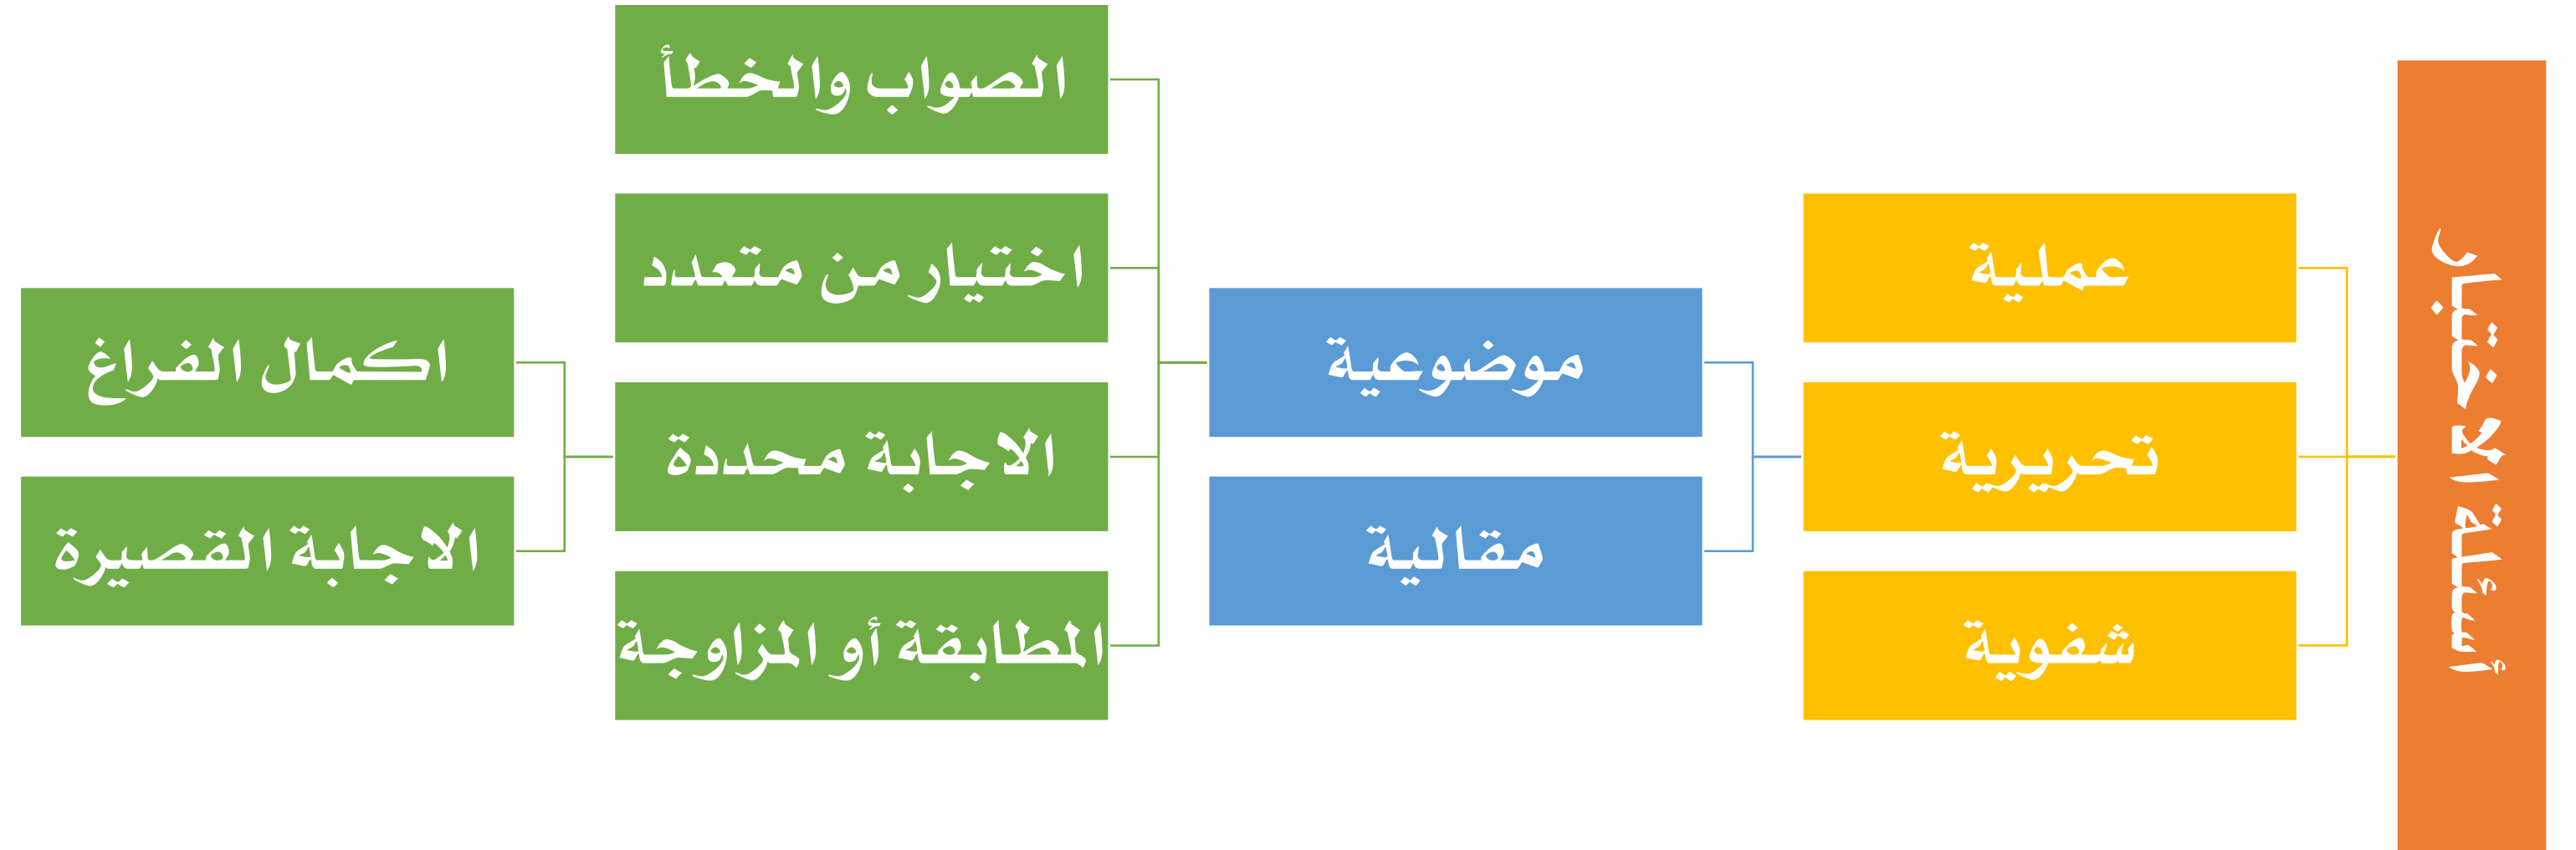 أسئلة الاختبار
عملية
تحريرية
شفوية
موضوعية
مقالية
الصواب والخطأ
اختيار من متعدد
الاجابة محددة
المطابقة أو المزاوجة
اكمال الفراغ
الاجابة القصيرة